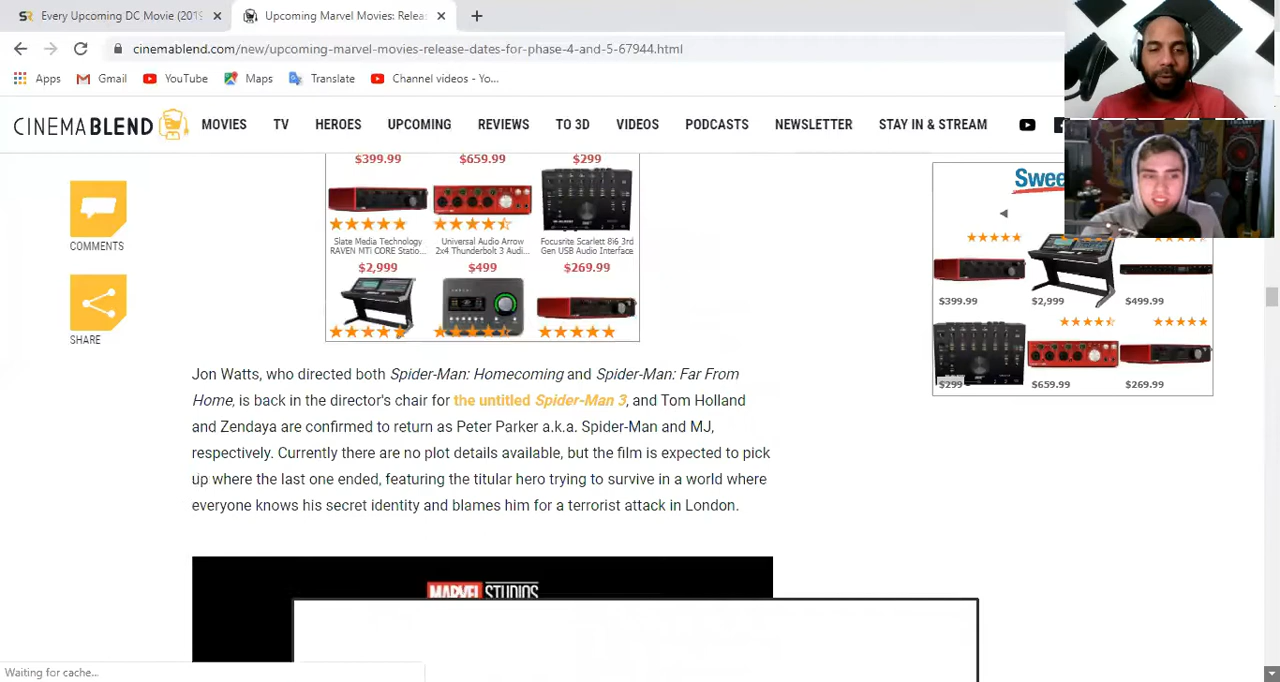 Every Upcoming DC Movie (2019
Upcoming Marvel Movies: Relea
cinemablend.com/new/upcoming-marvel-movies-release-dates-for-phase-4-and-5-67944.html
Apps Gmail YouTube Maps Translate Channel videos - Yo...
CINEMABLEND MOVIES TV HEROES UPCOMING REVIEWS TO 3D VIDEOS PODCASTS NEWSLETTER STAY IN & STREAM
$399.99 $659.99 $299
Slate Media Technology RAVEN MTi CORE Statio...
Universal Audio Arrow 2x4 Thunderbolt 3 Audi...
Focusrite Scarlett 8i6 3rd Gen USB Audio Interface
$2,999 $499 $269.99
COMMENTS
SHARE
Swee
$399.99 $2,999 $499.99
$299 $659.99 $269.99
Jon Watts, who directed both Spider-Man: Homecoming and Spider-Man: Far From
Home, is back in the director's chair for the untitled Spider-Man 3, and Tom Holland
and Zendaya are confirmed to return as Peter Parker a.k.a. Spider-Man and MJ,
respectively. Currently there are no plot details available, but the film is expected to pick
up where the last one ended, featuring the titular hero trying to survive in a world where
everyone knows his secret identity and blames him for a terrorist attack in London.
MARVEL STUDIOS
Waiting for cache...